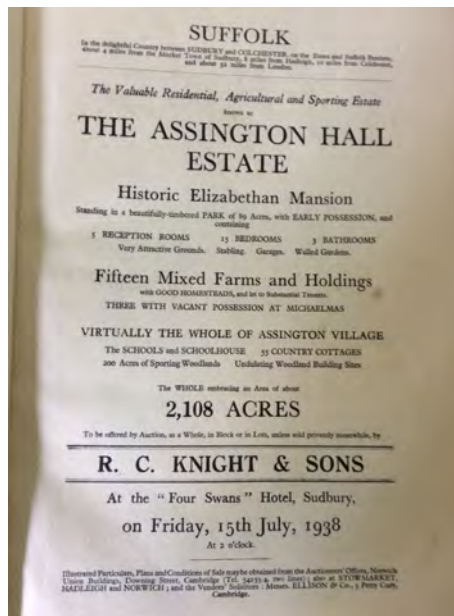 SUFFOLK
In the delightful Country between SUDBURY and COLCHESTER, on the Essex and Suffolk Borders,
about 4 miles from the Market Town of Sudbury, 8 miles from Hadleigh, 10 miles from Colchester,
and about 52 miles from London.
The Valuable Residential, Agricultural and Sporting Estate
known as
THE ASSINGTON HALL
ESTATE
Historic Elizabethan Mansion
Standing in a beautifully-timbered PARK of 89 Acres, with EARLY POSSESSION, and
containing
5 RECEPTION ROOMS 15 BEDROOMS 3 BATHROOMS
Very Attractive Grounds. Stabling. Garages. Walled Gardens.
Fifteen Mixed Farms and Holdings
with GOOD HOMESTEADS, and let to Substantial Tenants.
THREE WITH VACANT POSSESSION AT MICHAELMAS
VIRTUALLY THE WHOLE OF ASSINGTON VILLAGE
The SCHOOLS and SCHOOLHOUSE 55 COUNTRY COTTAGES
200 Acres of Sporting Woodlands Undulating Woodland Building Sites
The WHOLE embracing an Area of about
2,108 ACRES
To be offered by Auction, as a Whole, in Block or in Lots, unless sold privately meanwhile, by
R. C. KNIGHT & SONS
At the "Four Swans" Hotel, Sudbury,
on Friday, 15th July, 1938
At 2 o'clock.
Illustrated Particulars, Plans and Conditions of Sale may be obtained from the Auctioneers' Offices, Norwich
Union Buildings, Downing Street, Cambridge (Tel. 54233-4, two lines); also at STOWMARKET,
HADLEIGH and NORWICH; and the Vendors' Solicitors: Messrs. ELLISON & Co., 5 Petty Cury,
Cambridge.